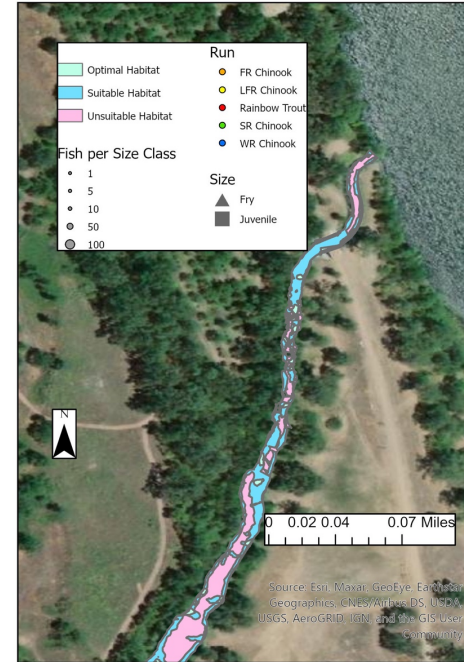 Optimal Habitat
Suitable Habitat
Unsuitable Habitat
Fish per Size Class
1
5
10
50
100
Run
FR Chinook
LFR Chinook
Rainbow Trout
SR Chinook
WR Chinook
Size
Fry
Juvenile
N
0 0.02 0.04 0.07 Miles
Source: Esri, Maxar, GeoEye, Earthstar
Geographics, CNES/Airbus DS, USDA,
USGS, AeroGRID, IGN, and the GIS User
Community